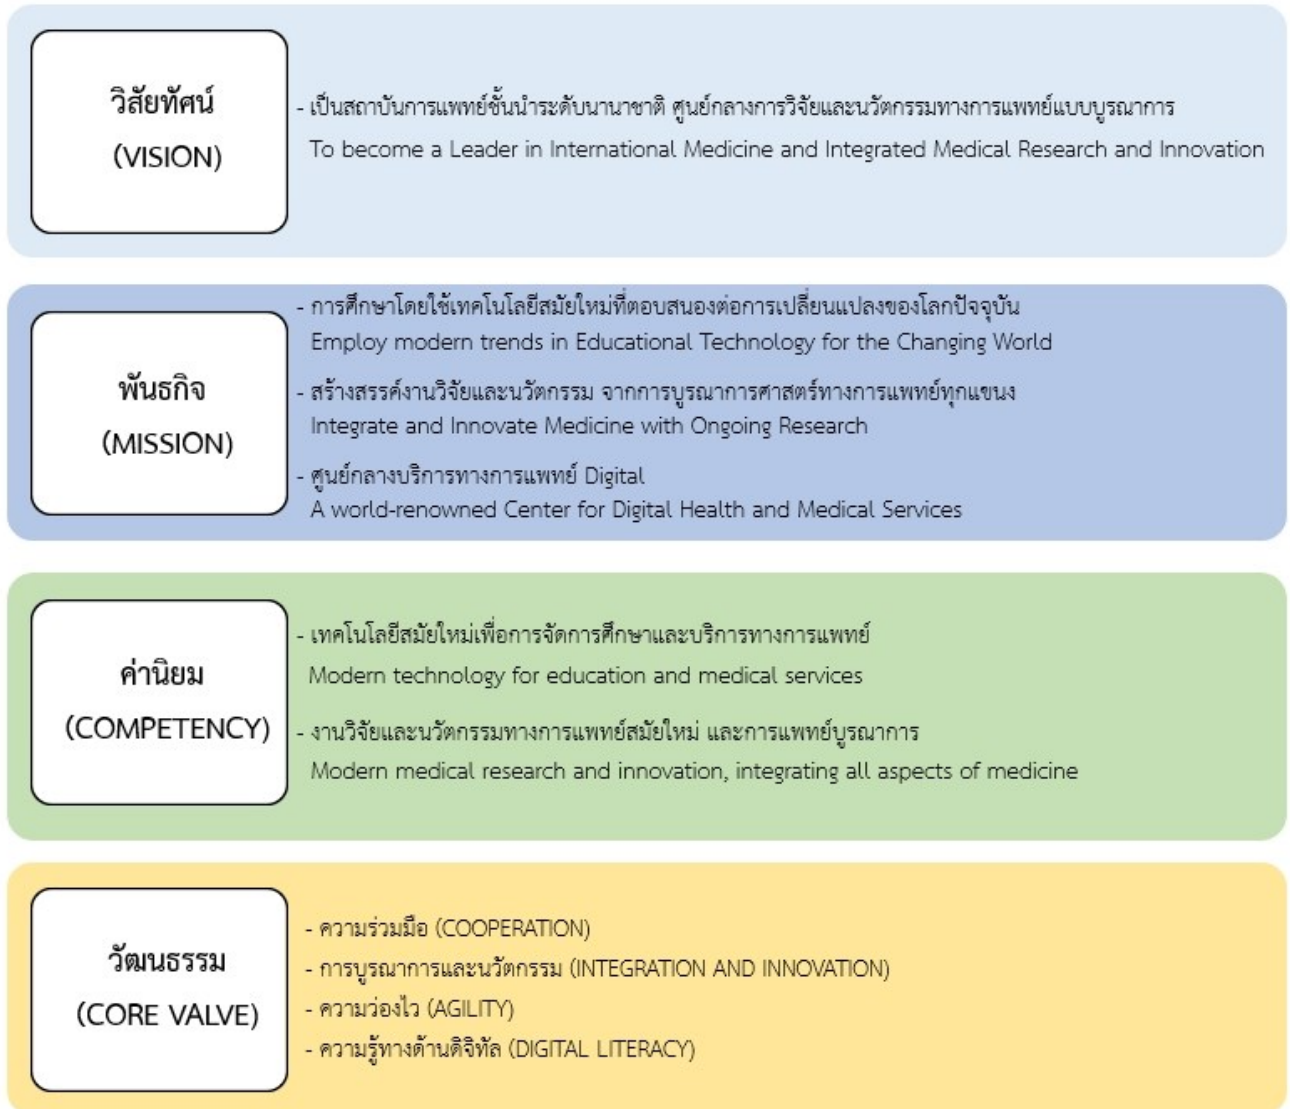 วิสัยทัศน์
(VISION)
- เป็นสถาบันการแพทย์ชั้นนำระดับนานาชาติ ศูนย์กลางการวิจัยและนวัตกรรมทางการแพทย์แบบบูรณาการ
To become a Leader in International Medicine and Integrated Medical Research and Innovation
พันธกิจ
(MISSION)
- การศึกษาโดยใช้เทคโนโลยีสมัยใหม่ที่ตอบสนองต่อการเปลี่ยนแปลงของโลกปัจจุบัน
Employ modern trends in Educational Technology for the Changing World
- สร้างสรรค์งานวิจัยและนวัตกรรม จากการบูรณาการศาสตร์ทางการแพทย์ทุกแขนง
Integrate and Innovate Medicine with Ongoing Research
- ศูนย์กลางบริการทางการแพทย์ Digital
A world-renowned Center for Digital Health and Medical Services
ค่านิยม
(COMPETENCY)
- เทคโนโลยีสมัยใหม่เพื่อการจัดการศึกษาและบริการทางการแพทย์
Modern technology for education and medical services
- งานวิจัยและนวัตกรรมทางการแพทย์สมัยใหม่ และการแพทย์บูรณาการ
Modern medical research and innovation, integrating all aspects of medicine
วัฒนธรรม
(CORE VALVE)
- ความร่วมมือ (COOPERATION)
- การบูรณาการและนวัตกรรม (INTEGRATION AND INNOVATION)
- ความว่องไว (AGILITY)
- ความรู้ทางด้านดิจิทัล (DIGITAL LITERACY)